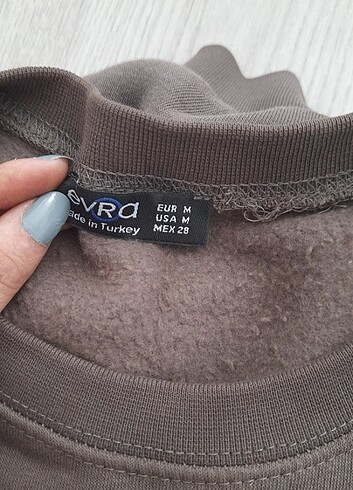 evRa
ade in Turkey
EUR M
USA M
MEX 28